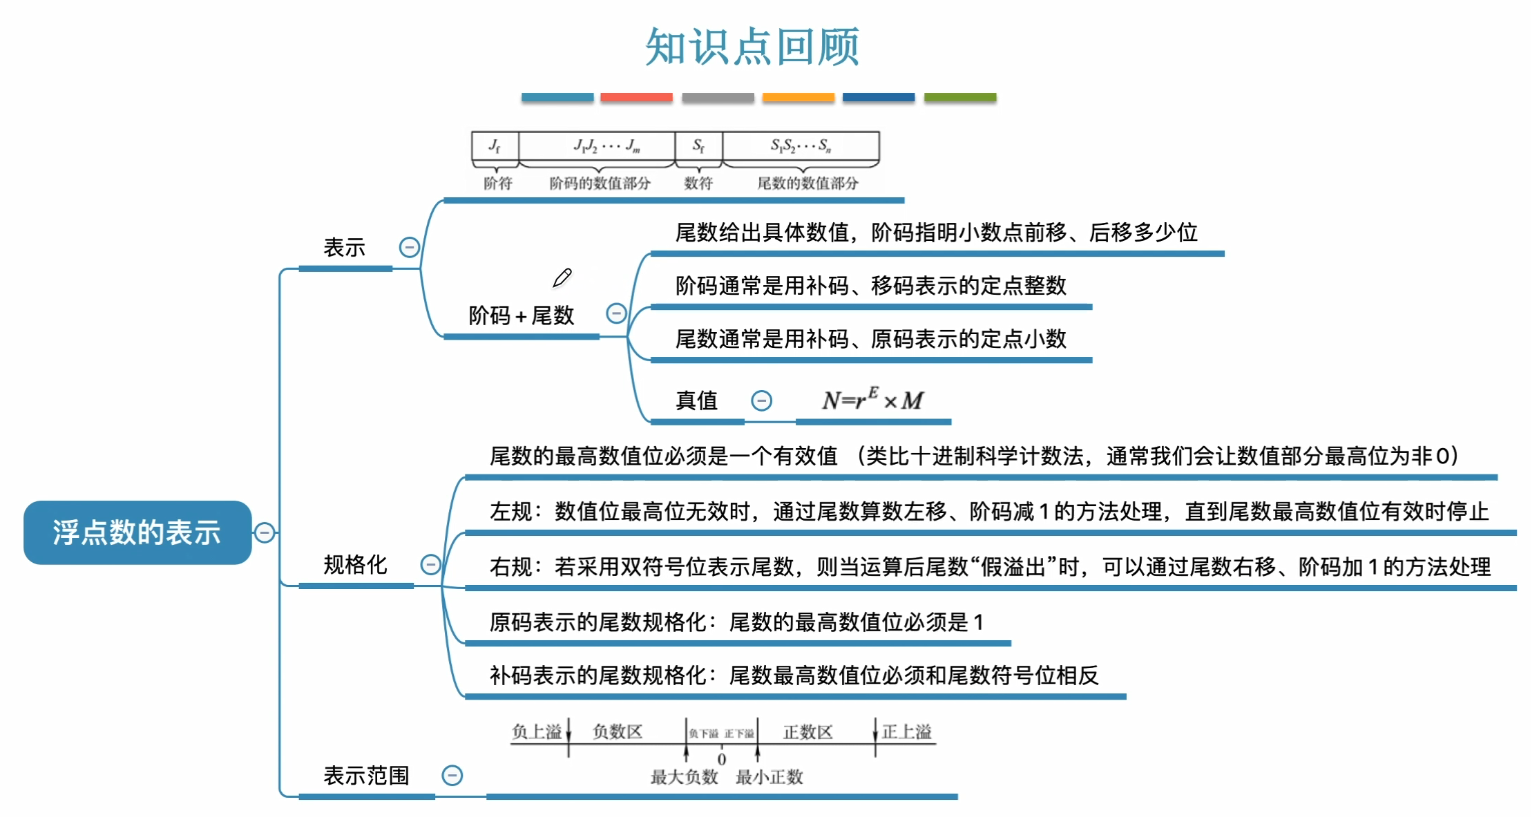 知识点回顾
J_f J_1J_2···J_m S_f S_1S_2···S_n
阶符 阶码的数值部分 数符 尾数的数值部分
表示
阶码+尾数
尾数给出具体数值，阶码指明小数点前移、后移多少位
阶码通常是用补码、移码表示的定点整数
尾数通常是用补码、原码表示的定点小数
真值
N=r^E×M
浮点数的表示
规格化
尾数的最高数值位必须是一个有效值 （类比十进制科学计数法，通常我们会让数值部分最高位为非0）
左规：数值位最高位无效时，通过尾数算数左移、阶码减1的方法处理，直到尾数最高数值位有效时停止
右规：若采用双符号位表示尾数，则当运算后尾数“假溢出”时，可以通过尾数右移、阶码加1的方法处理
原码表示的尾数规格化：尾数的最高数值位必须是1
补码表示的尾数规格化：尾数最高数值位必须和尾数符号位相反
表示范围
负上溢 负数区 负下溢 正下溢 正数区 正上溢
0
最大负数 最小正数